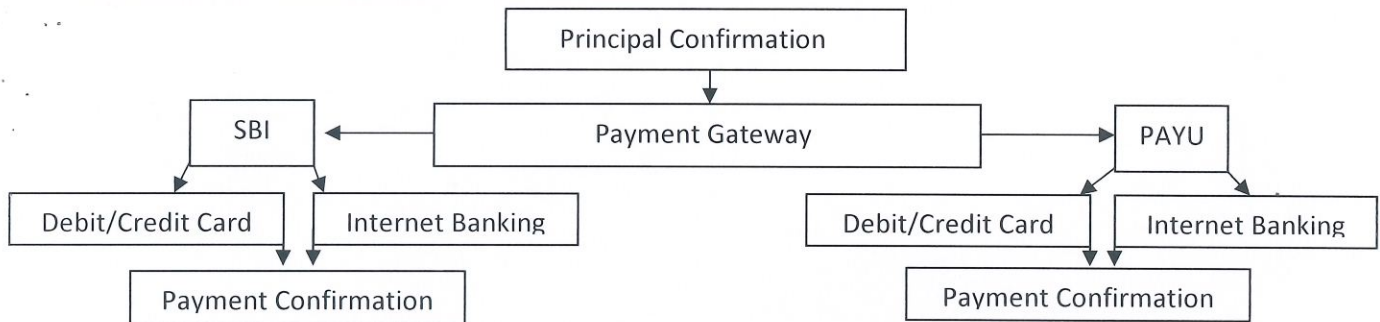 Principal Confirmation
SBI
Payment Gateway
PAYU
Debit/Credit Card
Internet Banking
Debit/Credit Card
Internet Banking
Payment Confirmation
Payment Confirmation